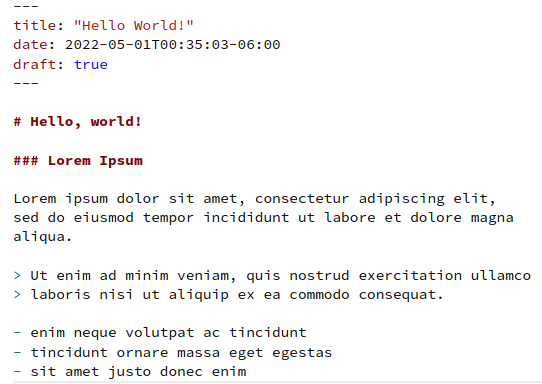 ---
title: "Hello World!"
date: 2022-05-01T00:35:03-06:00
draft: true
---
# Hello, world!
### Lorem Ipsum
Lorem ipsum dolor sit amet, consectetur adipiscing elit,
sed do eiusmod tempor incididunt ut labore et dolore magna
aliqua.
> Ut enim ad minim veniam, quis nostrud exercitation ullamco
> laboris nisi ut aliquip ex ea commodo consequat.
- enim neque volutpat ac tincidunt
- tincidunt ornare massa eget egestas
- sit amet justo donec enim